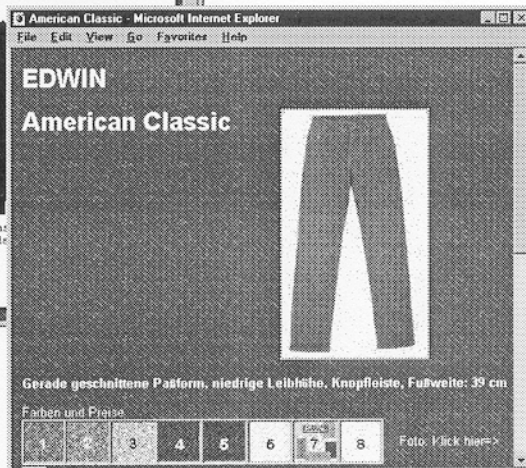 American Classic - Microsoft Internet Explorer
File Edit View Go Favorites Help
EDWIN
American Classic
Gerade geschnittene Paßform, niedrige Leibhöhe, Knopfleiste, Fußweite: 39 cm
Farben und Preise
1 2 3 4 5 6 7 8
Foto: Klick hier=>